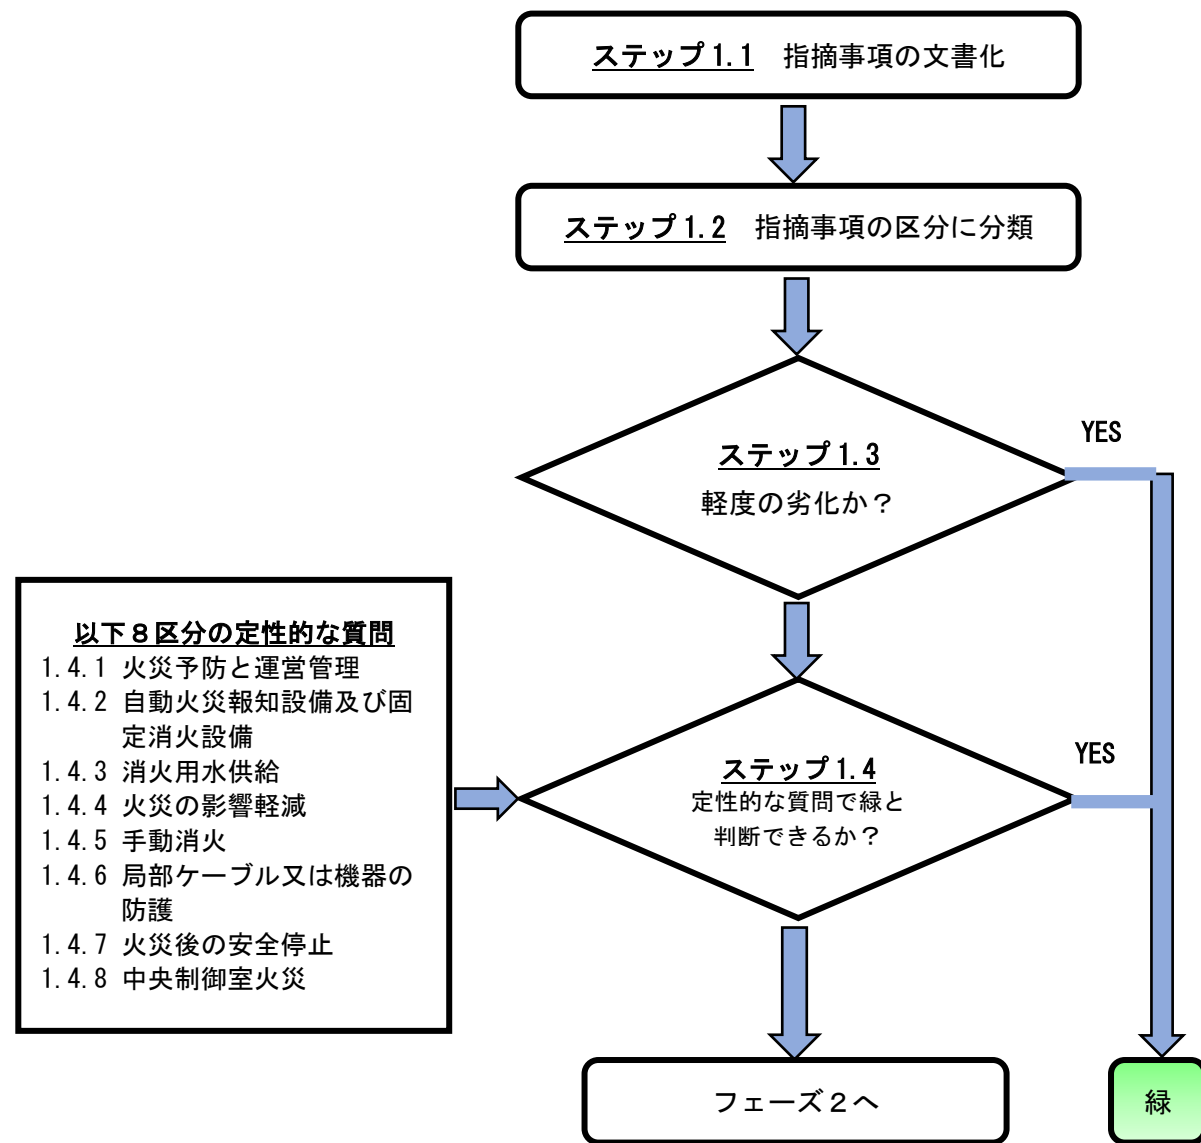 ステップ1.1 指摘事項の文書化
ステップ1.2 指摘事項の区分に分類
YES
ステップ1.3
軽度の劣化か？
以下８区分の定性的な質問
1.4.1 火災予防と運営管理
1.4.2 自動火災報知設備及び固
定消火設備
1.4.3 消火用水供給
1.4.4 火災の影響軽減
1.4.5 手動消火
1.4.6 局部ケーブル又は機器の
防護
1.4.7 火災後の安全停止
1.4.8 中央制御室火災
YES
ステップ1.4
定性的な質問で緑と
判断できるか？
フェーズ２へ
緑